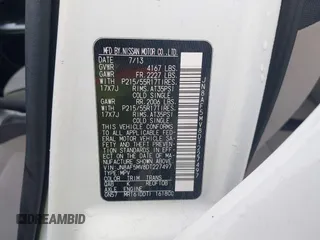 MFD. BY NISSAN MOTOR CO., LTD.
DATE 7/13
GVWR 4167 LBS.
GAWR FR. 2227 LBS.
WITH P215/55R17TIRES,
17X7J RIMS, AT35PSI
COLD SINGLE
GAWR RR. 2006 LBS.
WITH P215/55R17TIRES,
17X7J RIMS, AT35PSI
COLD SINGLE
THIS VEHICLE CONFORMS TO ALL
APPLICABLE FEDERAL MOTOR
VEHICLE SAFETY, BUMPER, AND
THEFT PREVENTION STANDARDS
IN EFFECT ON THE DATE OF
MANUFACTURE SHOWN ABOVE.
VIN: JN8AF5MV8DT227497
TYPE: MPV